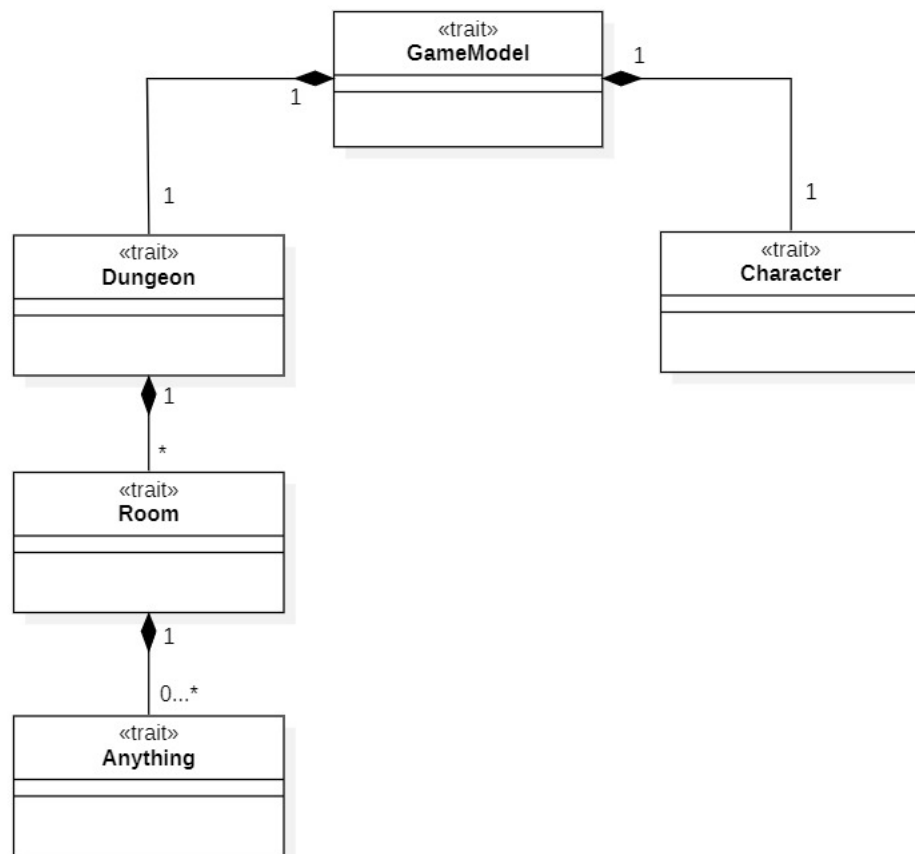 «trait»
GameModel
1
1
1
1
«trait»
Dungeon
«trait»
Character
1
*
«trait»
Room
1
0...*
«trait»
Anything